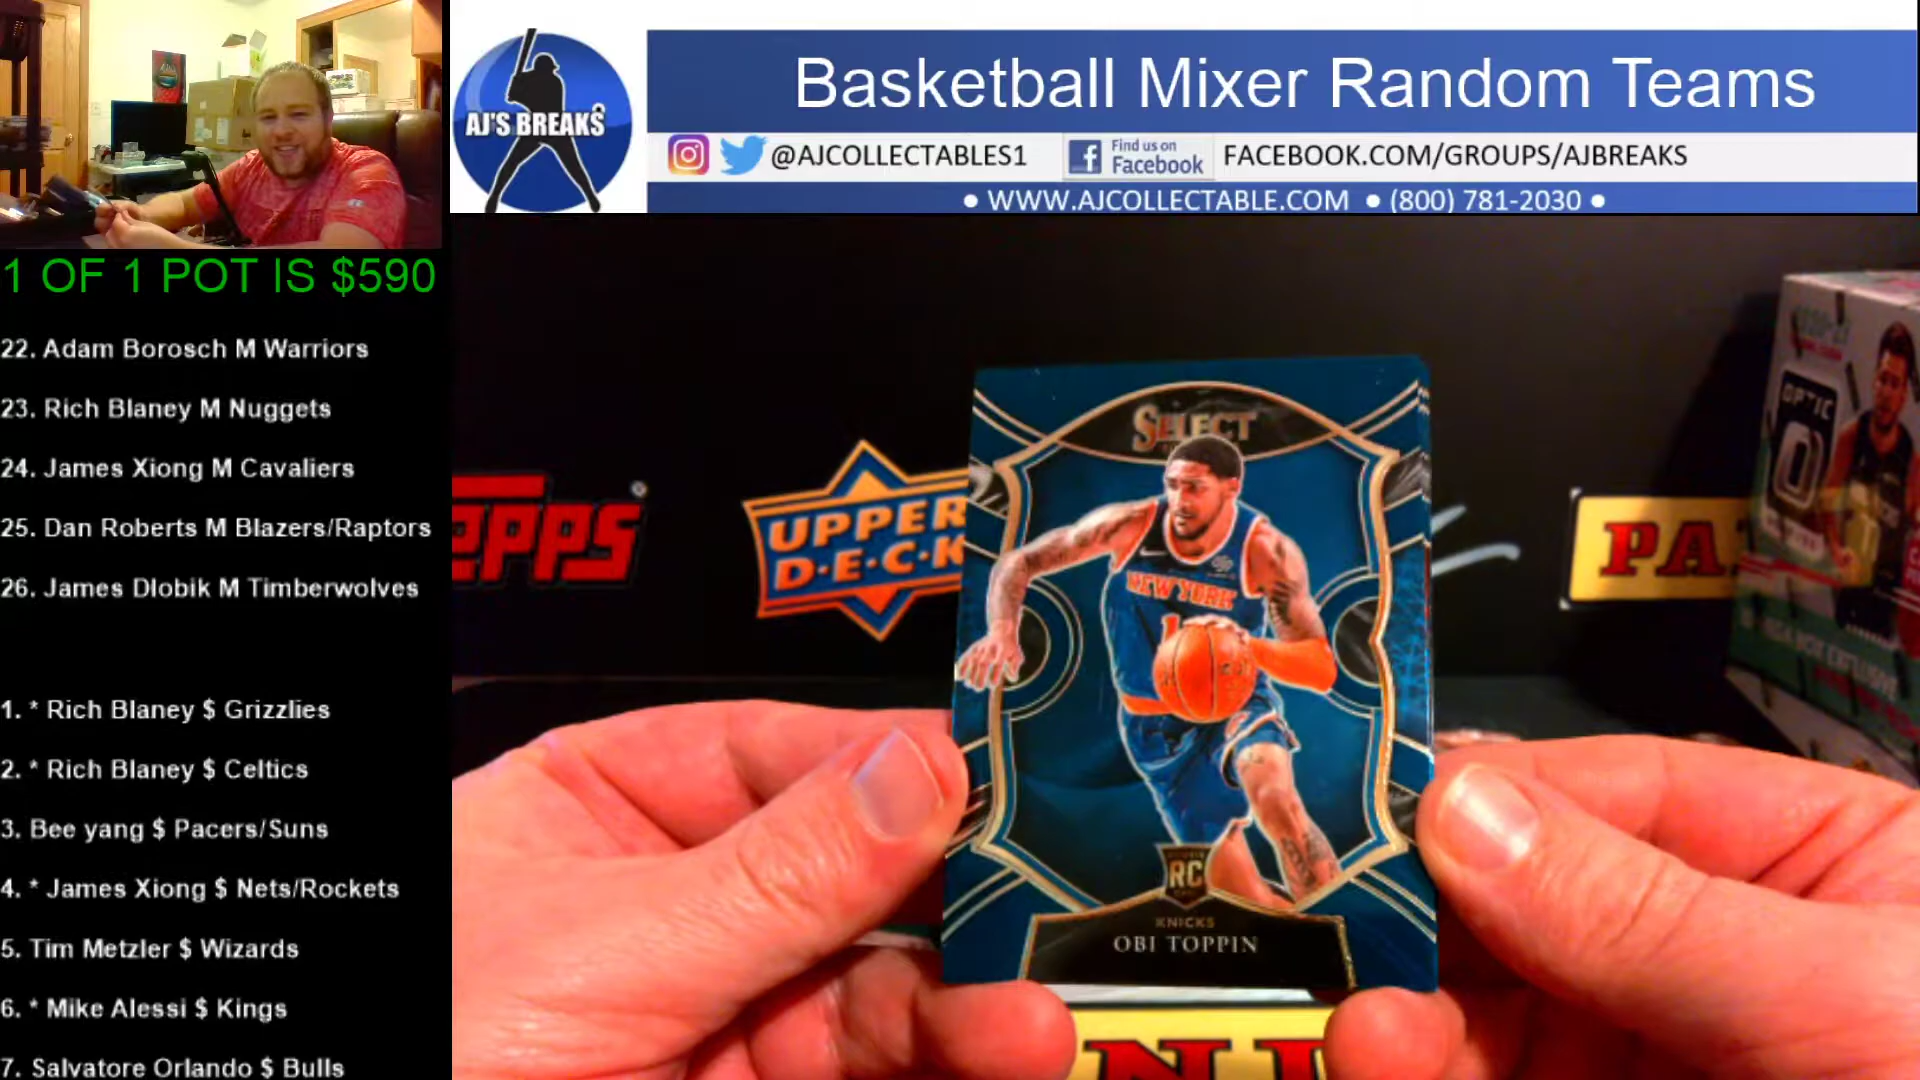 AJ'S BREAKS
Basketball Mixer Random Teams
@AJCOLLECTABLES1
Find us on
Facebook
FACEBOOK.COM/GROUPS/AJBREAKS
• WWW.AJCOLLECTABLE.COM • (800) 781-2030 •
1 OF 1 POT IS $590
22. Adam Borosch M Warriors
23. Rich Blaney M Nuggets
24. James Xiong M Cavaliers
25. Dan Roberts M Blazers/Raptors
26. James Dlobik M Timberwolves
1. * Rich Blaney $ Grizzlies
2. * Rich Blaney $ Celtics
3. Bee yang $ Pacers/Suns
4. * James Xiong $ Nets/Rockets
5. Tim Metzler $ Wizards
6. * Mike Alessi $ Kings
7. Salvatore Orlando $ Bulls
OPPS
UPPER
D•E•C•K
SELECT
NEW YORK
RC
KNICKS
OBI TOPPIN
PA
OPTIC
NI